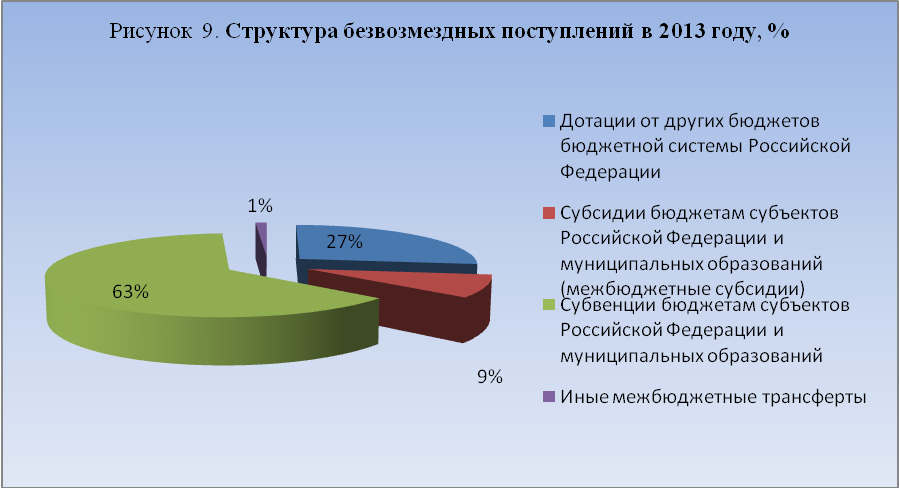 Рисунок 9. Структура безвозмездных поступлений в 2013 году, %
Дотации от других бюджетов
бюджетной системы Российской
Федерации
Субсидии бюджетам субъектов
Российской Федерации и
муниципальных образований
(межбюджетные субсидии)
Субвенции бюджетам субъектов
Российской Федерации и
муниципальных образований
Иные межбюджетные трансферты
1%
27%
63%
9%